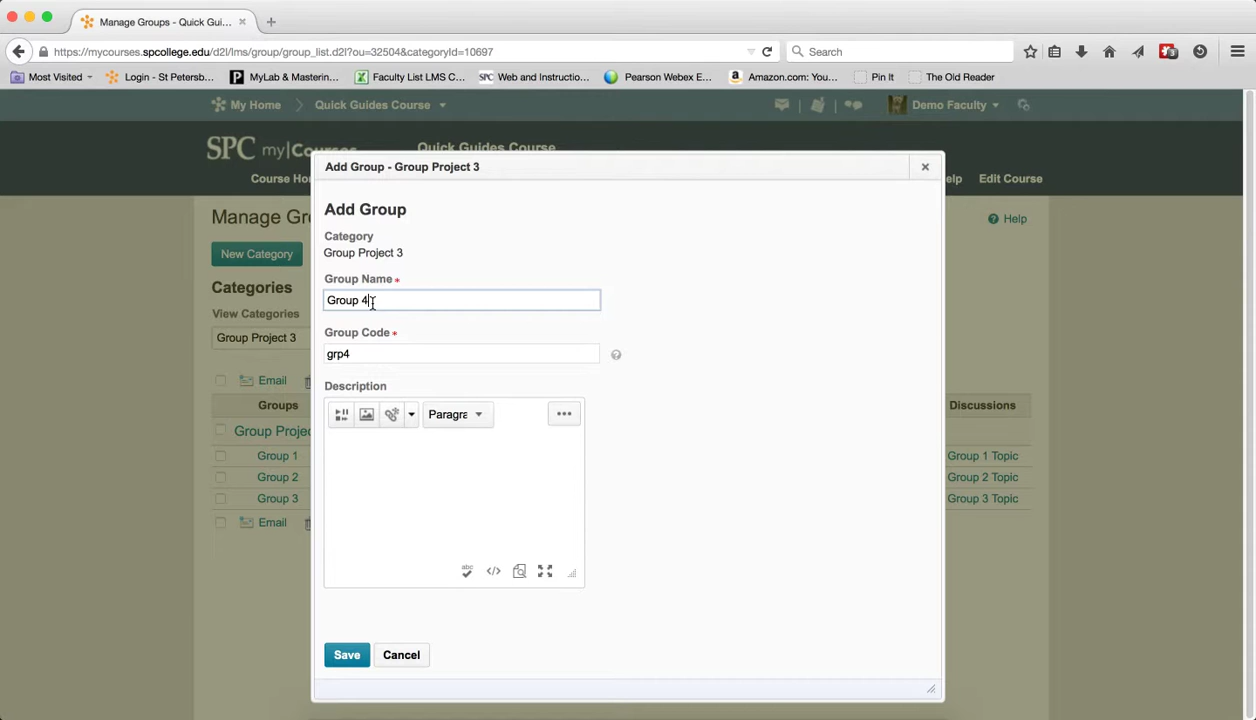 Manage Groups - Quick Gui...
https://mycourses.spcollege.edu/d2l/lms/group/group_list.d2l?ou=32504&categoryId=10697
Search
Most Visited
Login - St Petersb...
MyLab & Mastering...
Faculty List LMS C...
SPC Web and Instructio...
Pearson Webex E...
Amazon.com: You...
Pin It
The Old Reader
My Home
Quick Guides Course
Demo Faculty
SPC my|Courses
Quick Guides Course
Course Ho
elp
Edit Course
Add Group - Group Project 3
Manage Gr
Help
Add Group
New Category
Category
Group Project 3
Categories
Group Name *
View Categories
Group 4
Group Project 3
Group Code *
grp4
Email
Description
Groups
Discussions
Paragra
Group Projec
Group 1
Group 1 Topic
Group 2
Group 2 Topic
Group 3
Group 3 Topic
Email
abc
Save
Cancel